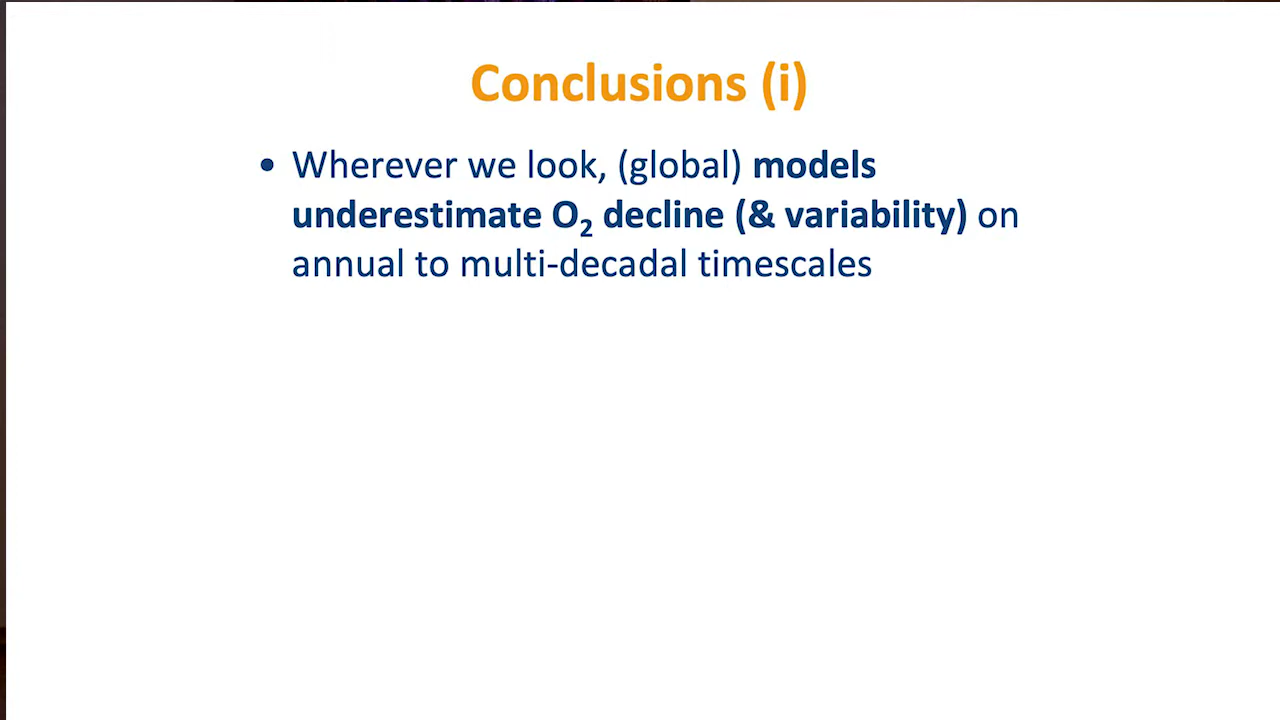 Conclusions (i)
• Wherever we look, (global) models
underestimate O₂ decline (& variability) on
annual to multi-decadal timescales